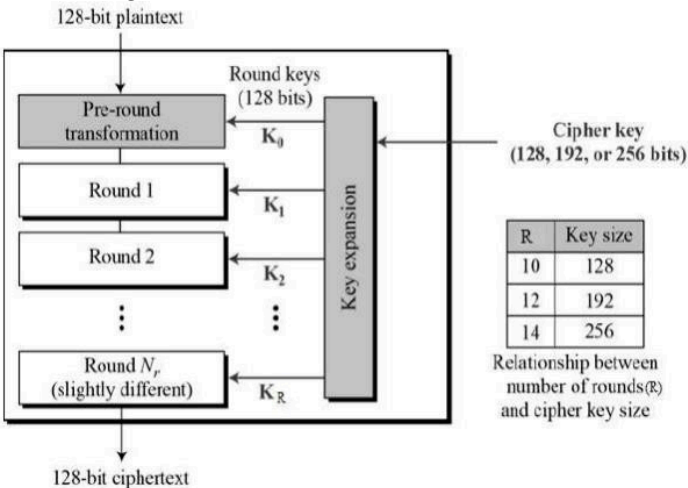 128-bit plaintext
Round keys
(128 bits)
Pre-round
transformation
K0
Cipher key
(128, 192, or 256 bits)
Round 1
K1
Key expansion
Round 2
K2
R Key size
10 128
12 192
14 256
Relationship between
number of rounds(R)
and cipher key size
Round Nr
(slightly different)
KR
128-bit ciphertext